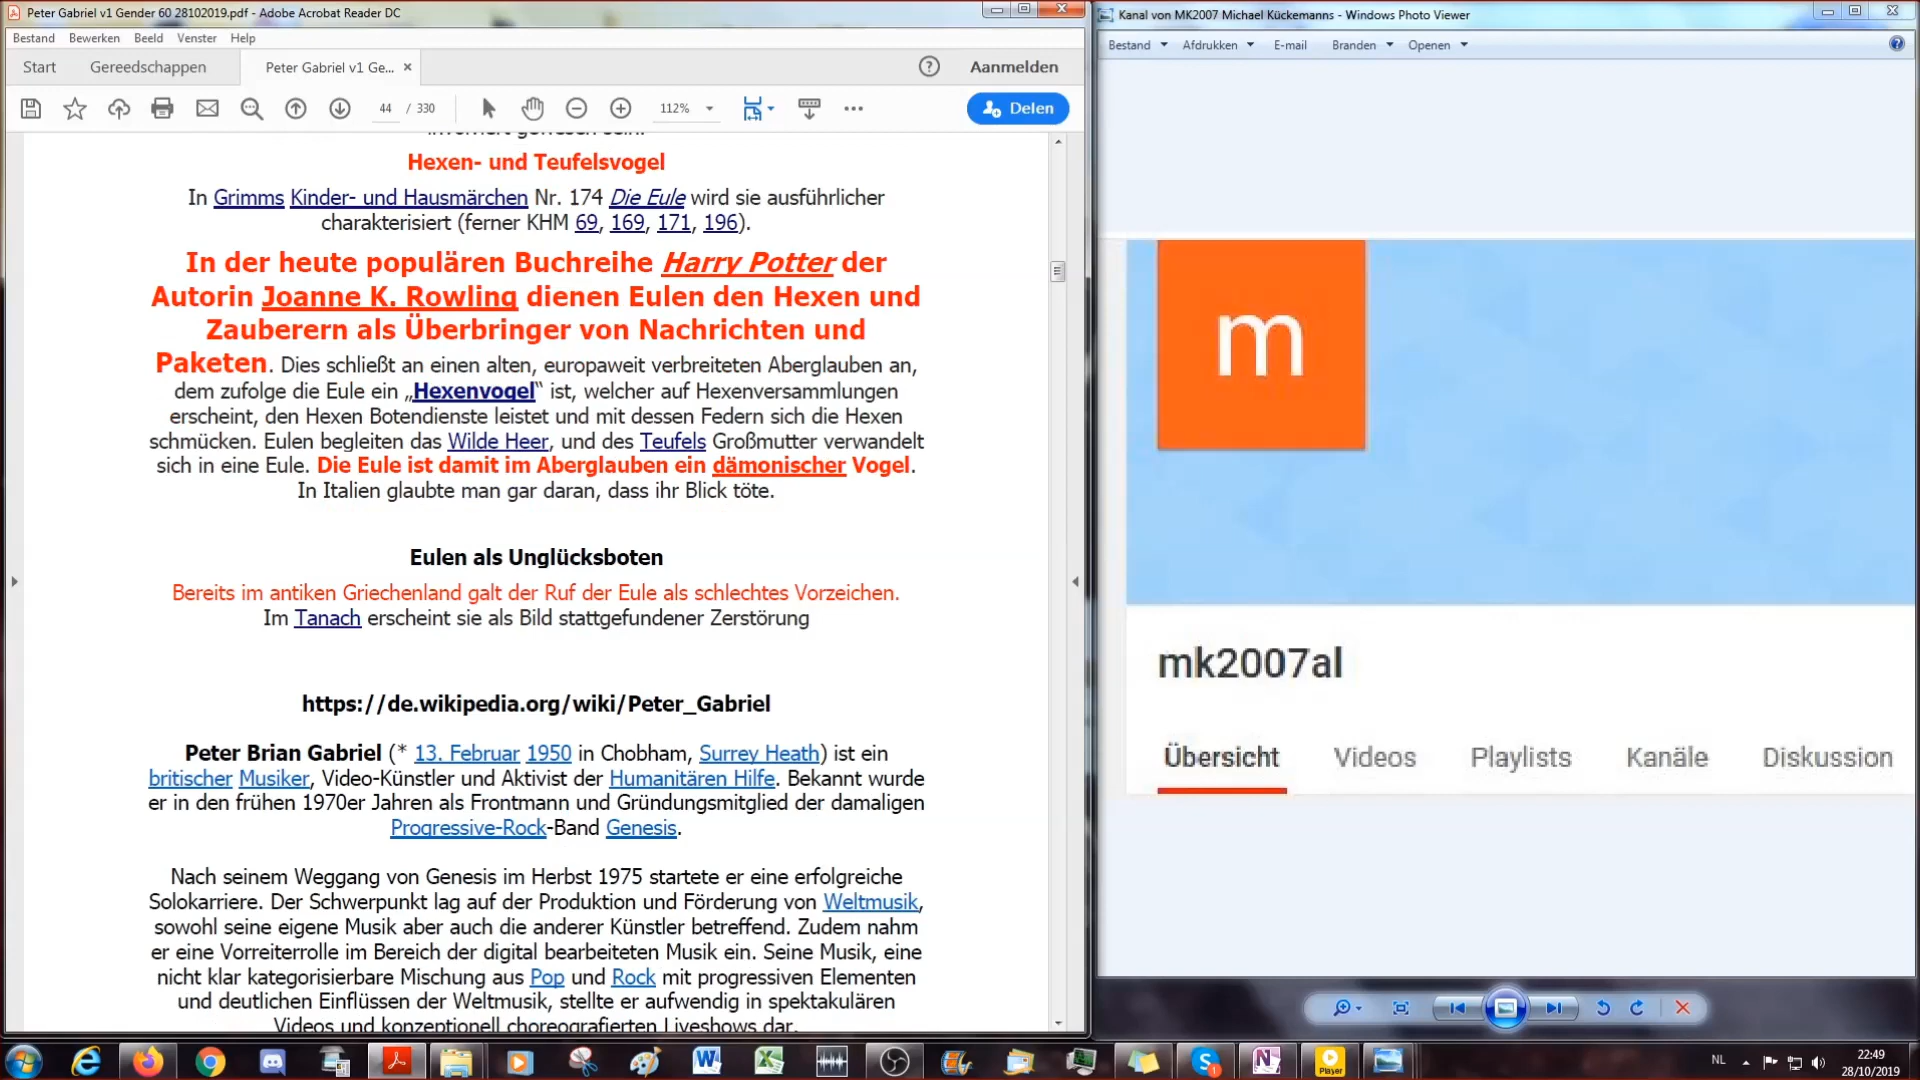 Peter Gabriel v1 Gender 60 28102019.pdf - Adobe Acrobat Reader DC
Bestand Bewerken Beeld Venster Help
Start Gereedschappen Peter Gabriel v1 Ge... × Aanmelden
44 / 330 112% Delen
Hexen- und Teufelsvogel
In Grimms Kinder- und Hausmärchen Nr. 174 Die Eule wird sie ausführlicher
charakterisiert (ferner KHM 69, 169, 171, 196).
In der heute populären Buchreihe Harry Potter der
Autorin Joanne K. Rowling dienen Eulen den Hexen und
Zauberern als Überbringer von Nachrichten und
Paketen. Dies schließt an einen alten, europaweit verbreiteten Aberglauben an,
dem zufolge die Eule ein „Hexenvogel“ ist, welcher auf Hexenversammlungen
erscheint, den Hexen Botendienste leistet und mit dessen Federn sich die Hexen
schmücken. Eulen begleiten das Wilde Heer, und des Teufels Großmutter verwandelt
sich in eine Eule. Die Eule ist damit im Aberglauben ein dämonischer Vogel.
In Italien glaubte man gar daran, dass ihr Blick töte.
Eulen als Unglücksboten
Bereits im antiken Griechenland galt der Ruf der Eule als schlechtes Vorzeichen.
Im Tanach erscheint sie als Bild stattgefundener Zerstörung
https://de.wikipedia.org/wiki/Peter_Gabriel
Peter Brian Gabriel (* 13. Februar 1950 in Chobham, Surrey Heath) ist ein
britischer Musiker, Video-Künstler und Aktivist der Humanitären Hilfe. Bekannt wurde
er in den frühen 1970er Jahren als Frontmann und Gründungsmitglied der damaligen
Progressive-Rock-Band Genesis.
Nach seinem Weggang von Genesis im Herbst 1975 startete er eine erfolgreiche
Solokarriere. Der Schwerpunkt lag auf der Produktion und Förderung von Weltmusik,
sowohl seine eigene Musik aber auch die anderer Künstler betreffend. Zudem nahm
er eine Vorreiterrolle im Bereich der digital bearbeiteten Musik ein. Seine Musik, eine
nicht klar kategorisierbare Mischung aus Pop und Rock mit progressiven Elementen
und deutlichen Einflüssen der Weltmusik, stellte er aufwendig in spektakulären
Videos und konzeptionell choreografierten Liveshows dar.
Kanal von MK2007 Michael Kückemanns - Windows Photo Viewer
Bestand Afdrukken E-mail Branden Openen
m
mk2007al
Übersicht Videos Playlists Kanäle Diskussion
Player
NL
22:49
28/10/2019